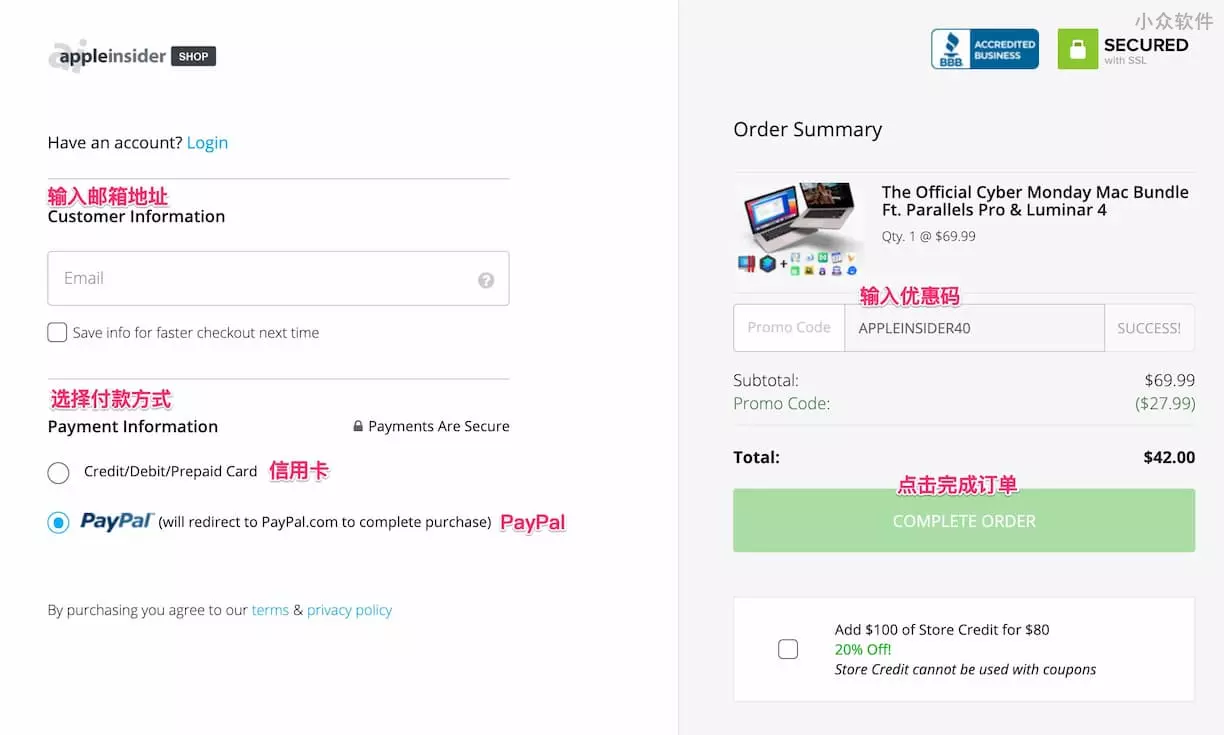 小众软件
appleinsider SHOP
BBB ACCREDITED BUSINESS
SECURED
with SSL
Have an account? Login
输入邮箱地址
Customer Information
Email
?
Save info for faster checkout next time
选择付款方式
Payment Information
Payments Are Secure
Credit/Debit/Prepaid Card 信用卡
PayPal (will redirect to PayPal.com to complete purchase) PayPal
By purchasing you agree to our terms & privacy policy
Order Summary
The Official Cyber Monday Mac Bundle
Ft. Parallels Pro & Luminar 4
Qty. 1 @ $69.99
输入优惠码
Promo Code APPLEINSIDER40 SUCCESS!
Subtotal: $69.99
Promo Code: ($27.99)
Total: $42.00
点击完成订单
COMPLETE ORDER
Add $100 of Store Credit for $80
20% Off!
Store Credit cannot be used with coupons